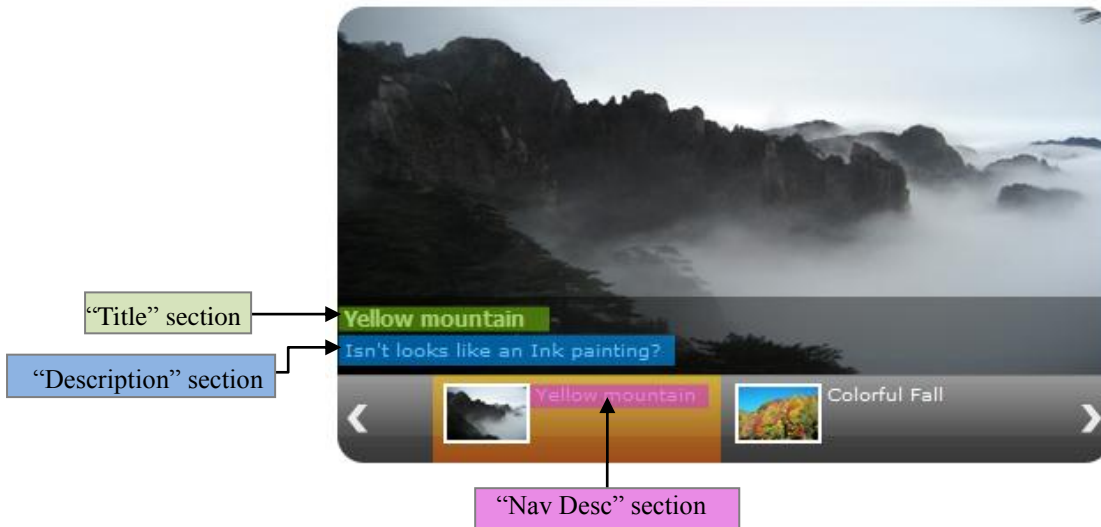 “Title” section
Yellow mountain
“Description” section
Isn't looks like an Ink painting?
Yellow mountain
Colorful Fall
“Nav Desc” section